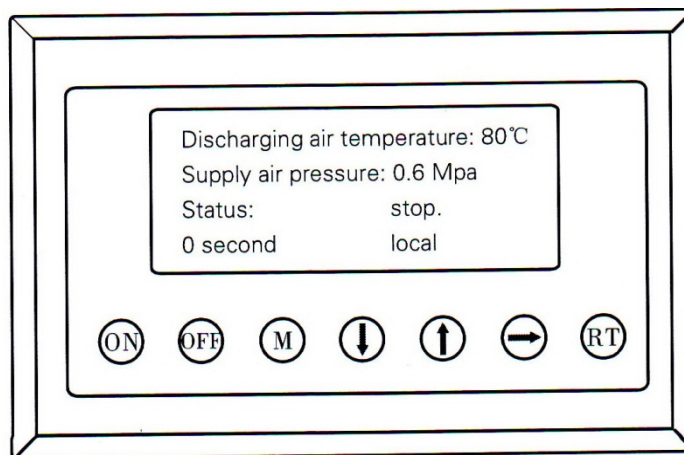 Discharging air temperature: 80℃
Supply air pressure: 0.6 Mpa
Status: stop.
0 second local
ON OFF M ↓ ↑ → RT